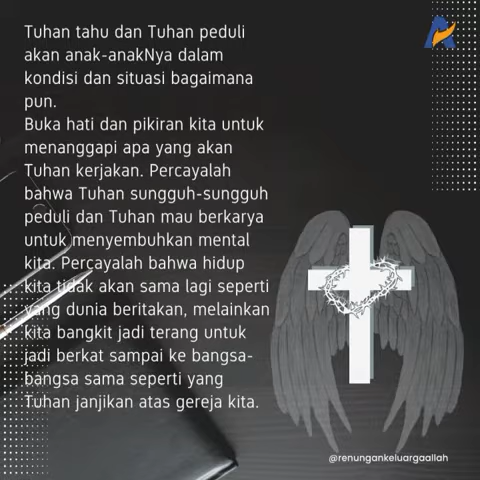 Tuhan tahu dan Tuhan peduli
akan anak-anakNya dalam
kondisi dan situasi bagaimana
pun.
Buka hati dan pikiran kita untuk
menanggapi apa yang akan
Tuhan kerjakan. Percayalah
bahwa Tuhan sungguh-sungguh
peduli dan Tuhan mau berkarya
untuk menyembuhkan mental
kita. Percayalah bahwa hidup
kita tidak akan sama lagi seperti
yang dunia beritakan, melainkan
kita bangkit jadi terang untuk
jadi berkat sampai ke bangsa-
bangsa sama seperti yang
Tuhan janjikan atas gereja kita.
@renungankeluargaallah